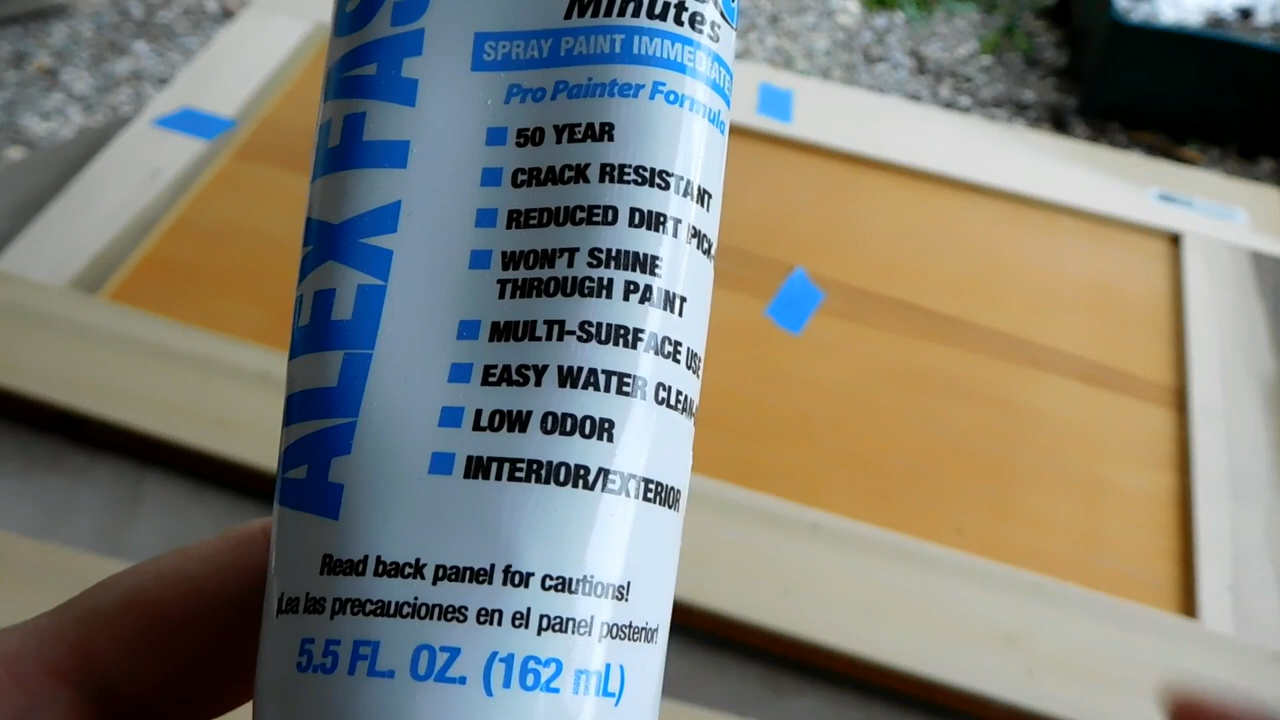 ALEX FAS
Minutes
SPRAY PAINT IMMEDIATE
Pro Painter Formula
50 YEAR
CRACK RESISTANT
REDUCED DIRT PICK-
WON'T SHINE
THROUGH PAINT
MULTI-SURFACE USE
EASY WATER CLEAN-
LOW ODOR
INTERIOR/EXTERIOR
Read back panel for cautions!
¡Lea las precauciones en el panel posterior!
5.5 FL. OZ. (162 mL)